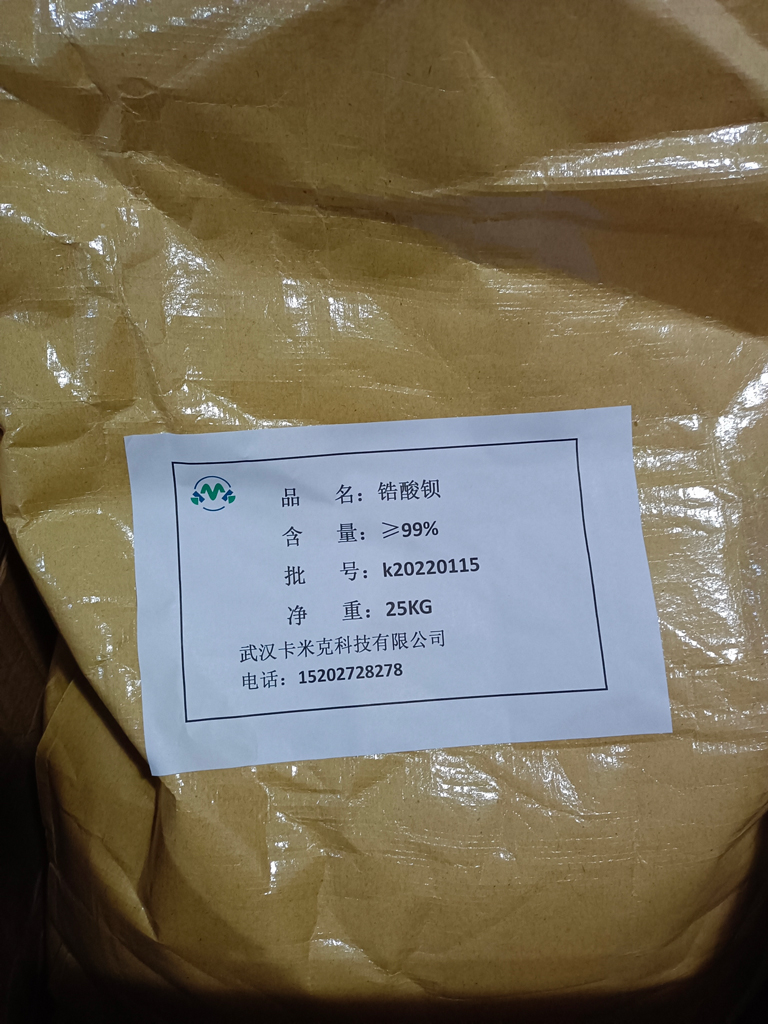 品 名：锆酸钡
含 量：≥99%
批 号：k20220115
净 重：25KG
武汉卡米克科技有限公司
电话：15202728278